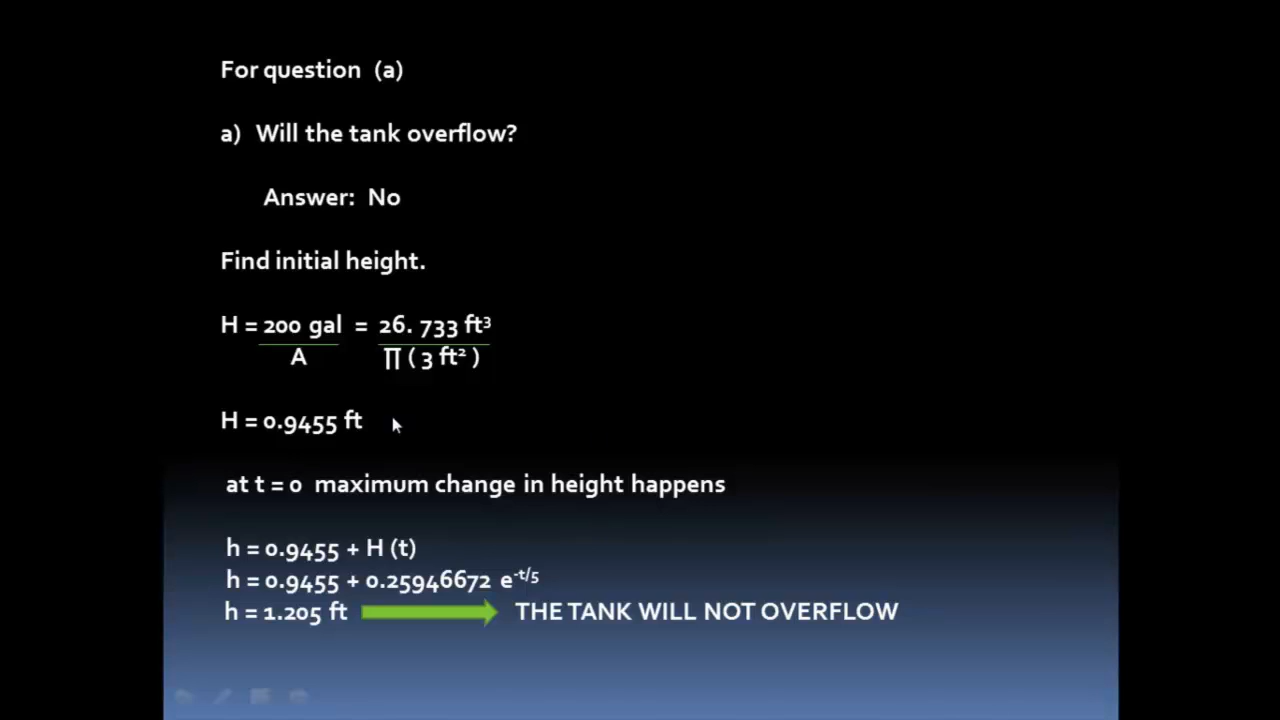 For question (a)
a) Will the tank overflow?
Answer: No
Find initial height.
H = 200 gal = 26. 733 ft³
A ∏ ( 3 ft² )
H = 0.9455 ft
at t = 0 maximum change in height happens
h = 0.9455 + H (t)
h = 0.9455 + 0.25946672 e^-t/5
h = 1.205 ft THE TANK WILL NOT OVERFLOW